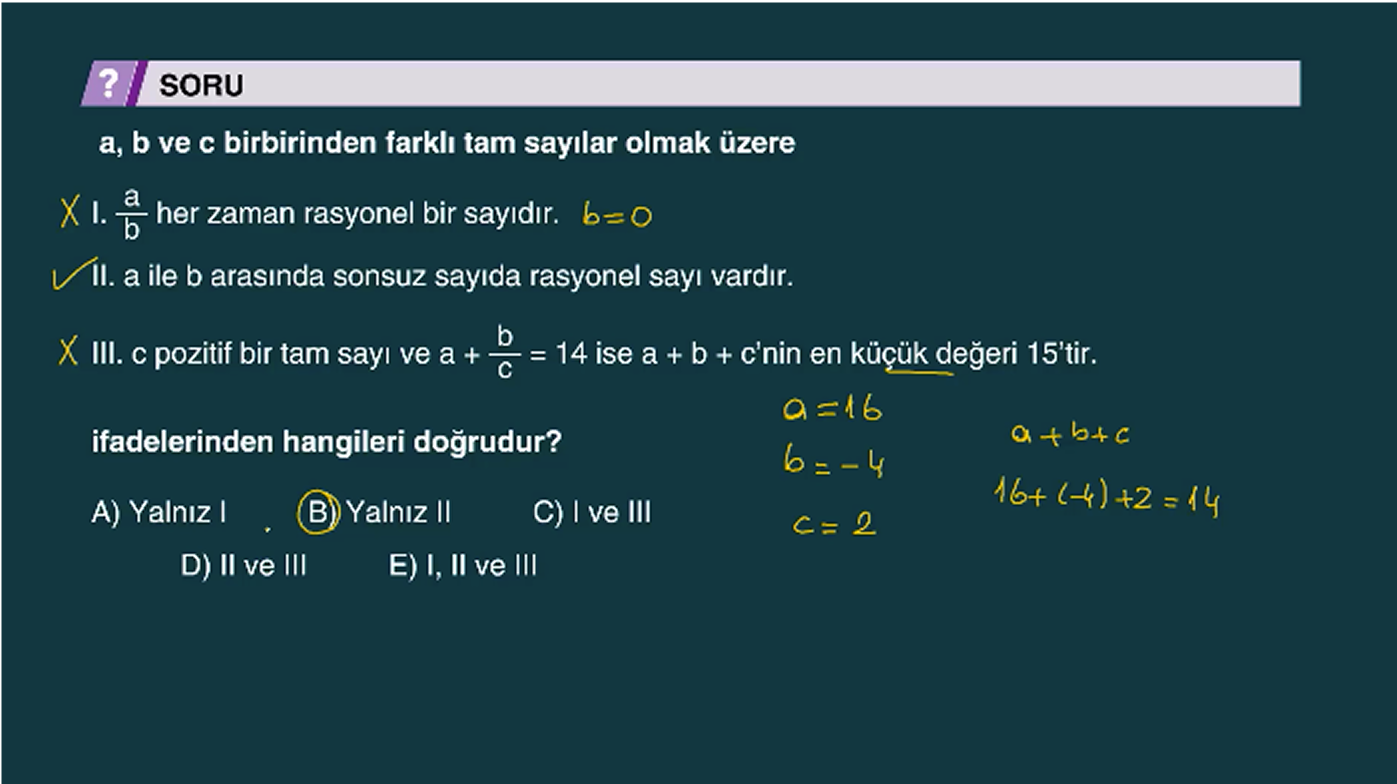 ? SORU
a, b ve c birbirinden farklı tam sayılar olmak üzere
X I. a/b her zaman rasyonel bir sayıdır. b=0
✓ II. a ile b arasında sonsuz sayıda rasyonel sayı vardır.
X III. c pozitif bir tam sayı ve a + b/c = 14 ise a + b + c'nin en küçük değeri 15'tir.
a=16
a+b+c
ifadelerinden hangileri doğrudur?
b=-4
16+(-4)+2=14
A) Yalnız I B) Yalnız II C) I ve III
c=2
D) II ve III E) I, II ve III